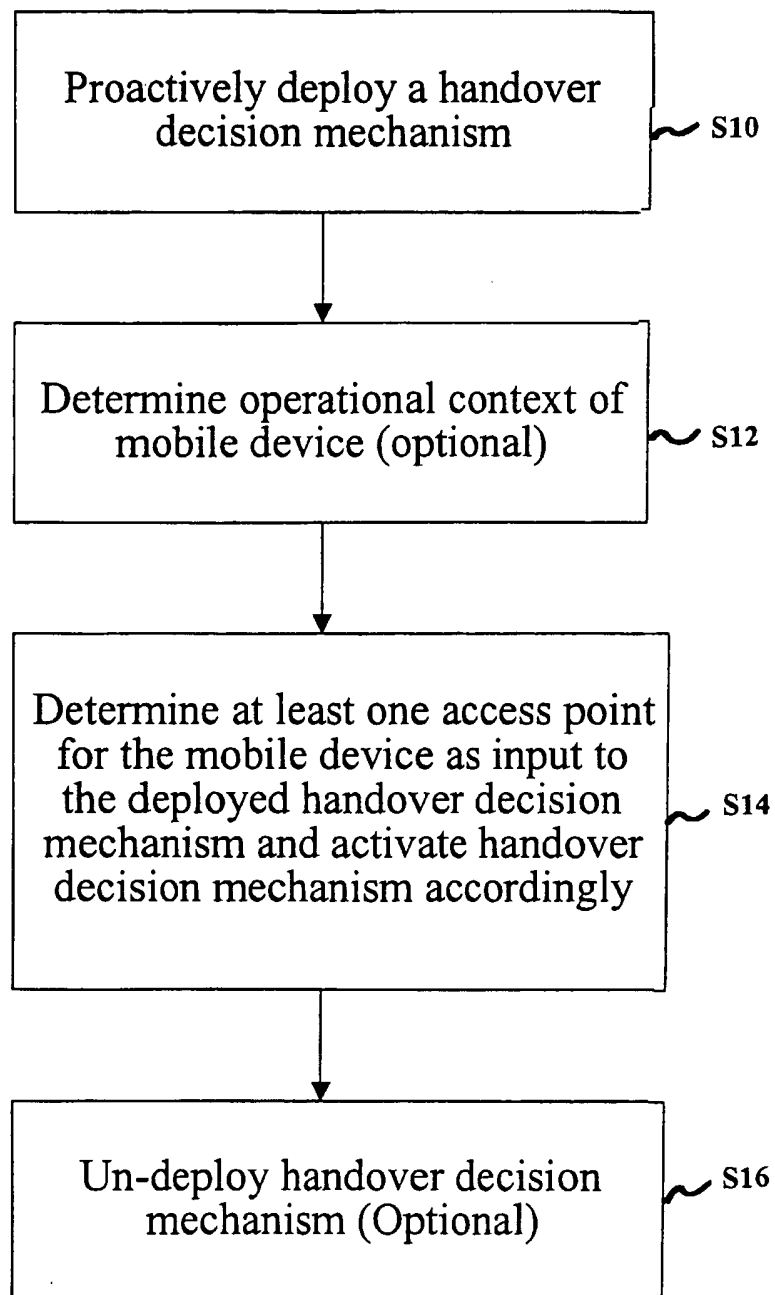 Proactively deploy a handover
decision mechanism
S10
Determine operational context of
mobile device (optional)
S12
Determine at least one access point
for the mobile device as input to
the deployed handover decision
mechanism and activate handover
decision mechanism accordingly
S14
Un-deploy handover decision
mechanism (Optional)
S16